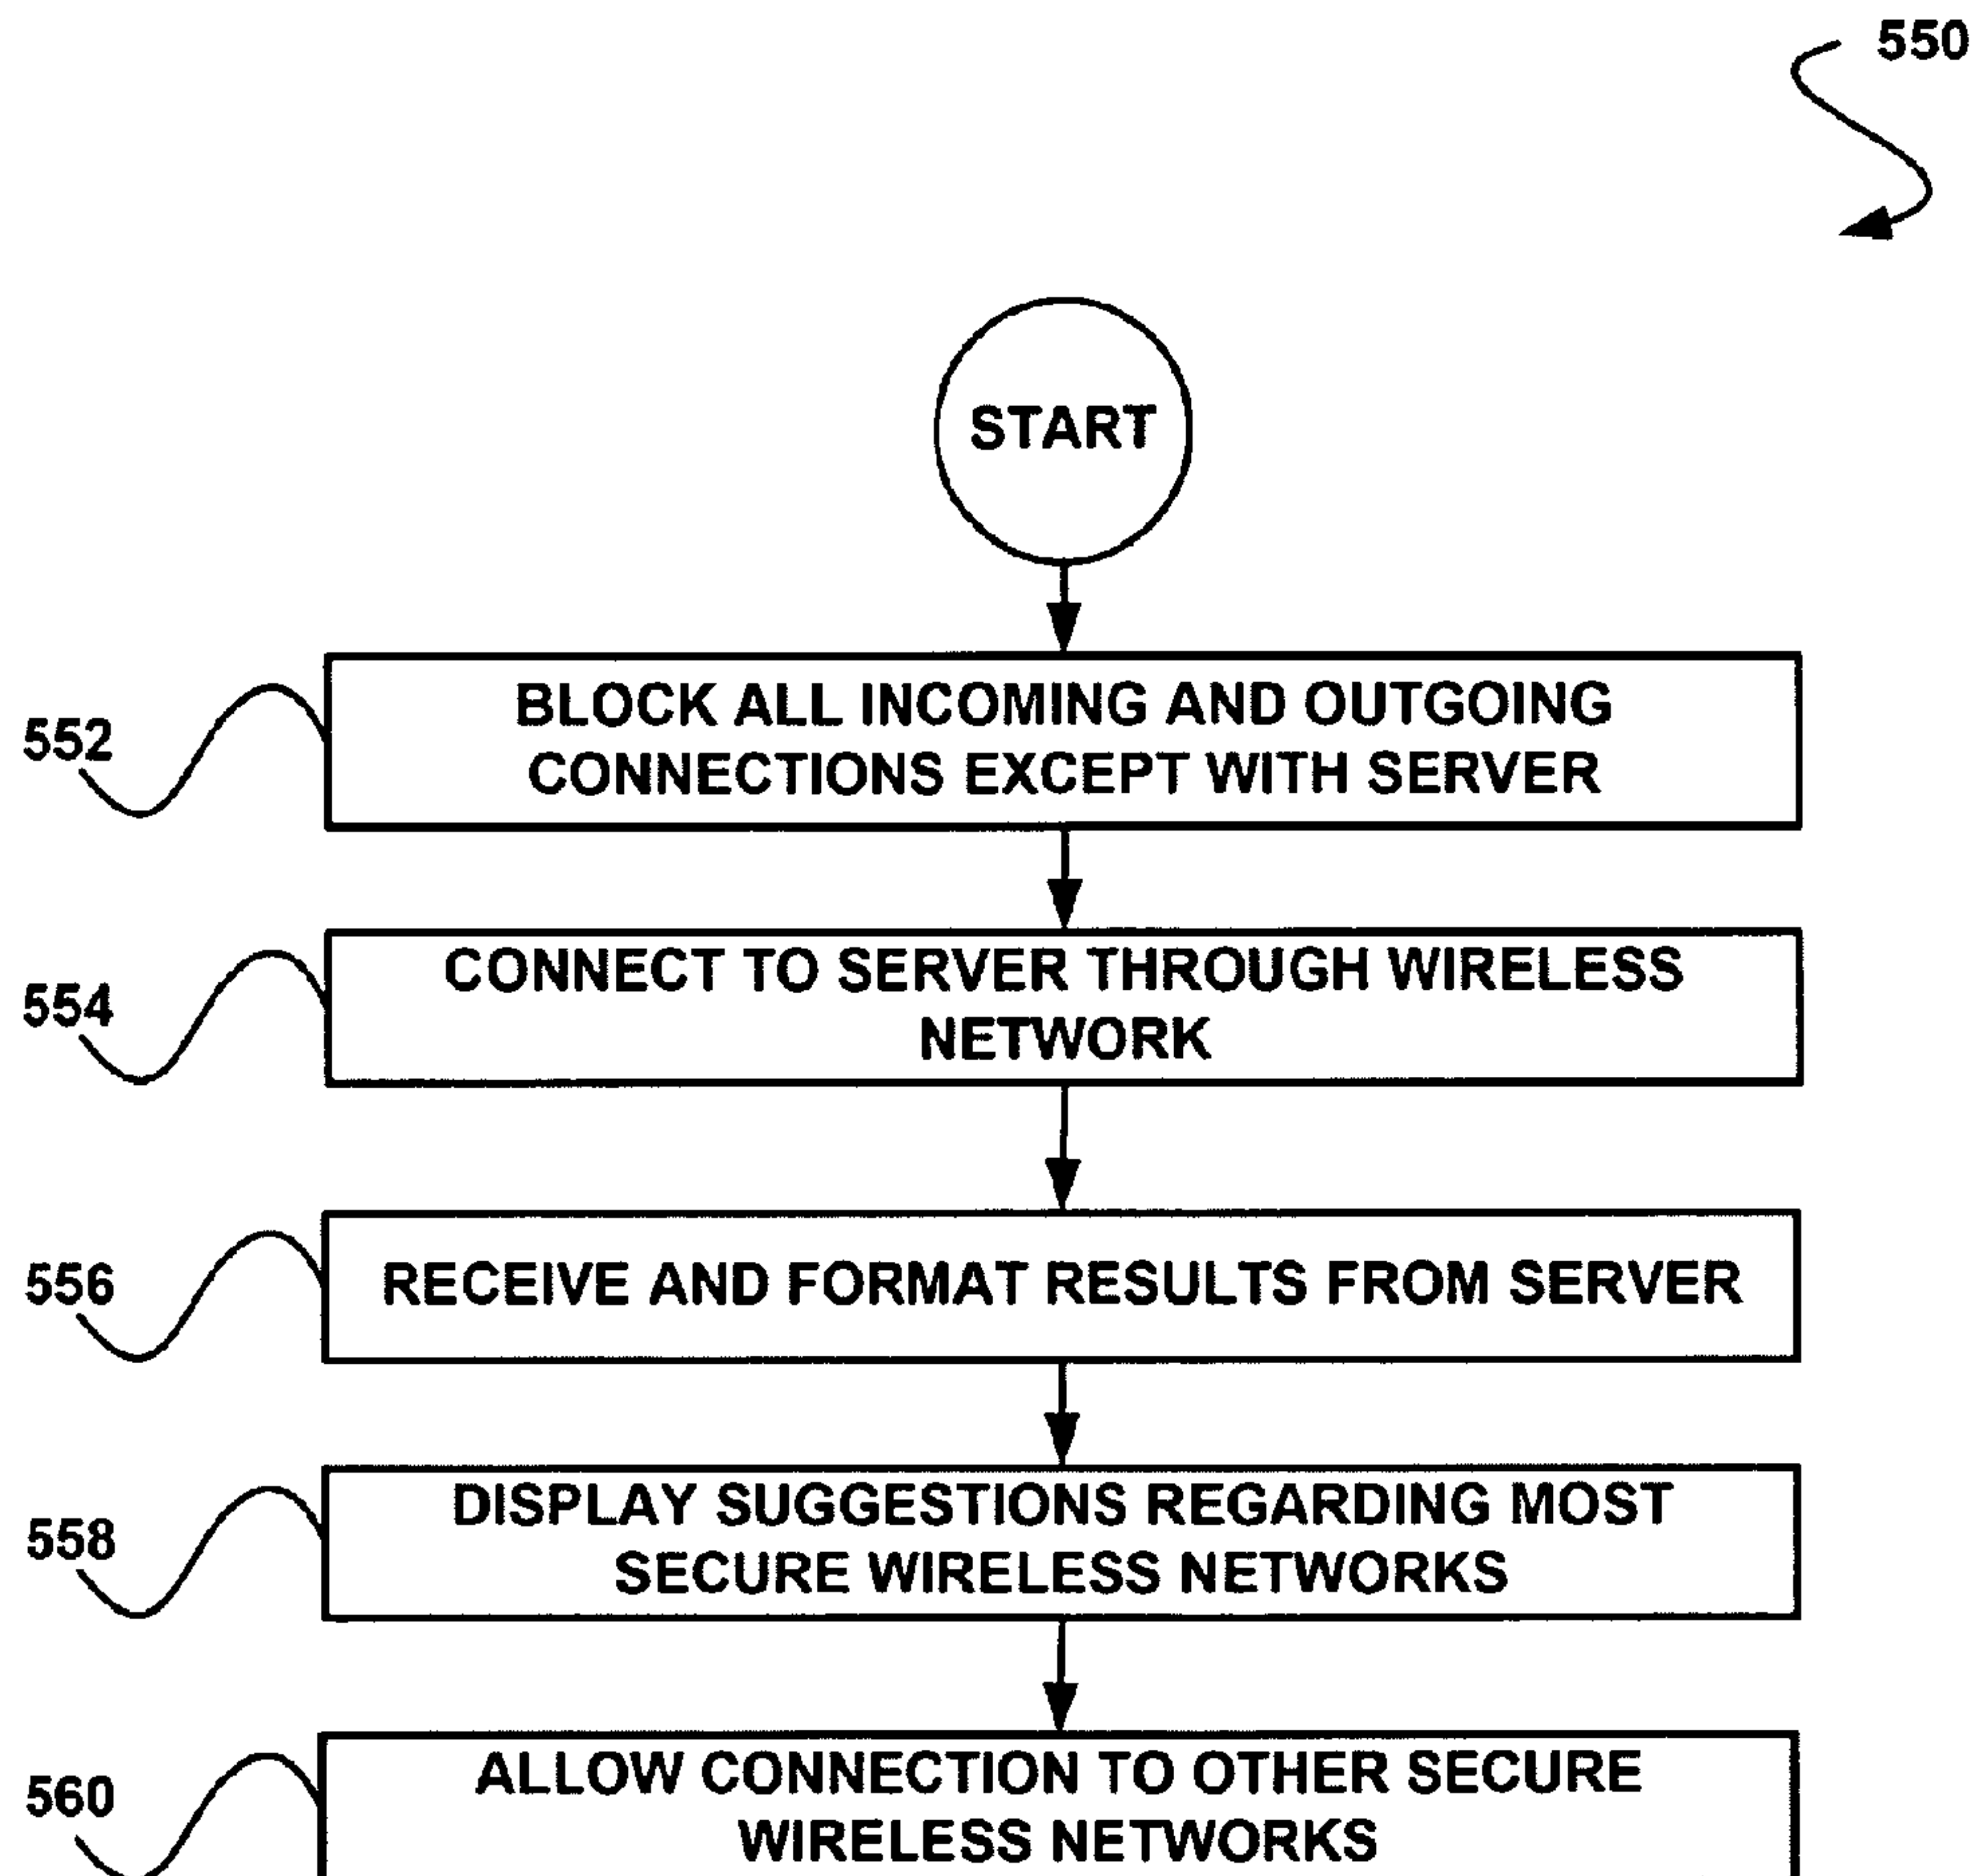 550
START
552
BLOCK ALL INCOMING AND OUTGOING
CONNECTIONS EXCEPT WITH SERVER
554
CONNECT TO SERVER THROUGH WIRELESS
NETWORK
556
RECEIVE AND FORMAT RESULTS FROM SERVER
558
DISPLAY SUGGESTIONS REGARDING MOST
SECURE WIRELESS NETWORKS
560
ALLOW CONNECTION TO OTHER SECURE
WIRELESS NETWORKS